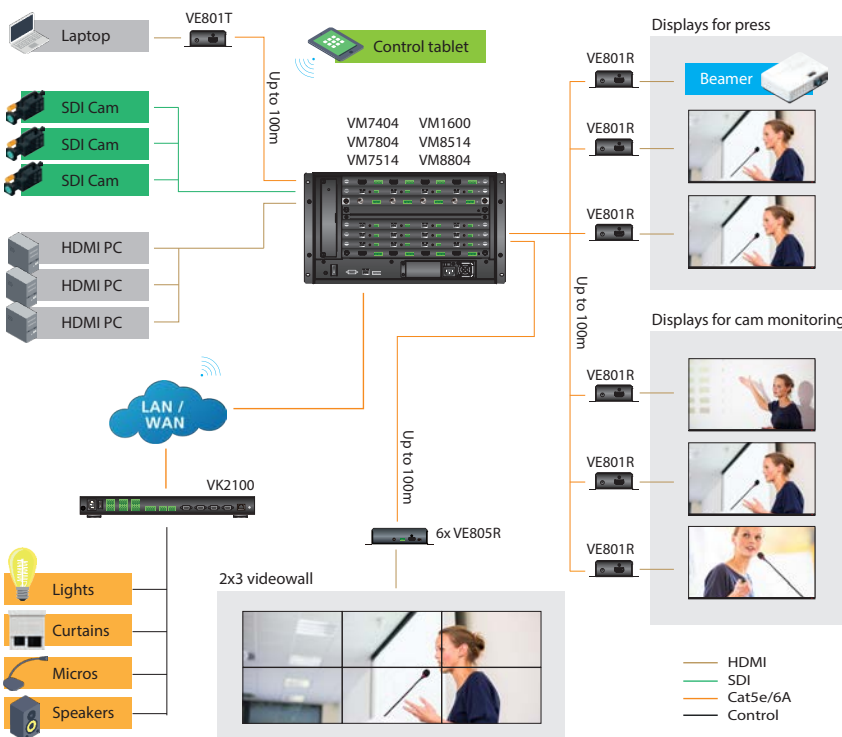 VE801T
Laptop
Up to 100m
Control tablet
SDI Cam
SDI Cam
SDI Cam
VM7404 VM1600
VM7804 VM8514
VM7514 VM8804
HDMI PC
HDMI PC
HDMI PC
Displays for press
VE801R
Beamer
VE801R
VE801R
Up to 100m
Displays for cam monitoring
VE801R
VE801R
VE801R
LAN /
WAN
Up to 100m
VK2100
6x VE805R
2x3 videowall
Lights
Curtains
Micros
Speakers
HDMI
SDI
Cat5e/6A
Control